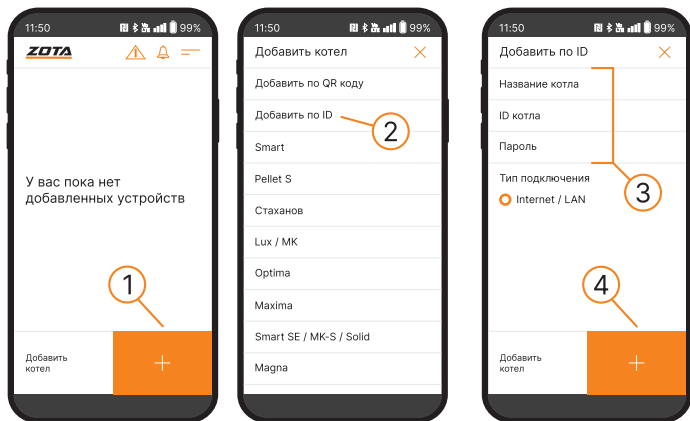 11:50
99%
ZOTA
У вас пока нет
добавленных устройств
1
Добавить
котел
11:50
99%
Добавить котел
Добавить по QR коду
Добавить по ID
2
Smart
Pellet S
Стаханов
Lux / MK
Optima
Maxima
Smart SE / MK-S / Solid
Magna
11:50
99%
Добавить по ID
Название котла
ID котла
Пароль
3
Тип подключения
Internet / LAN
4
Добавить
котел